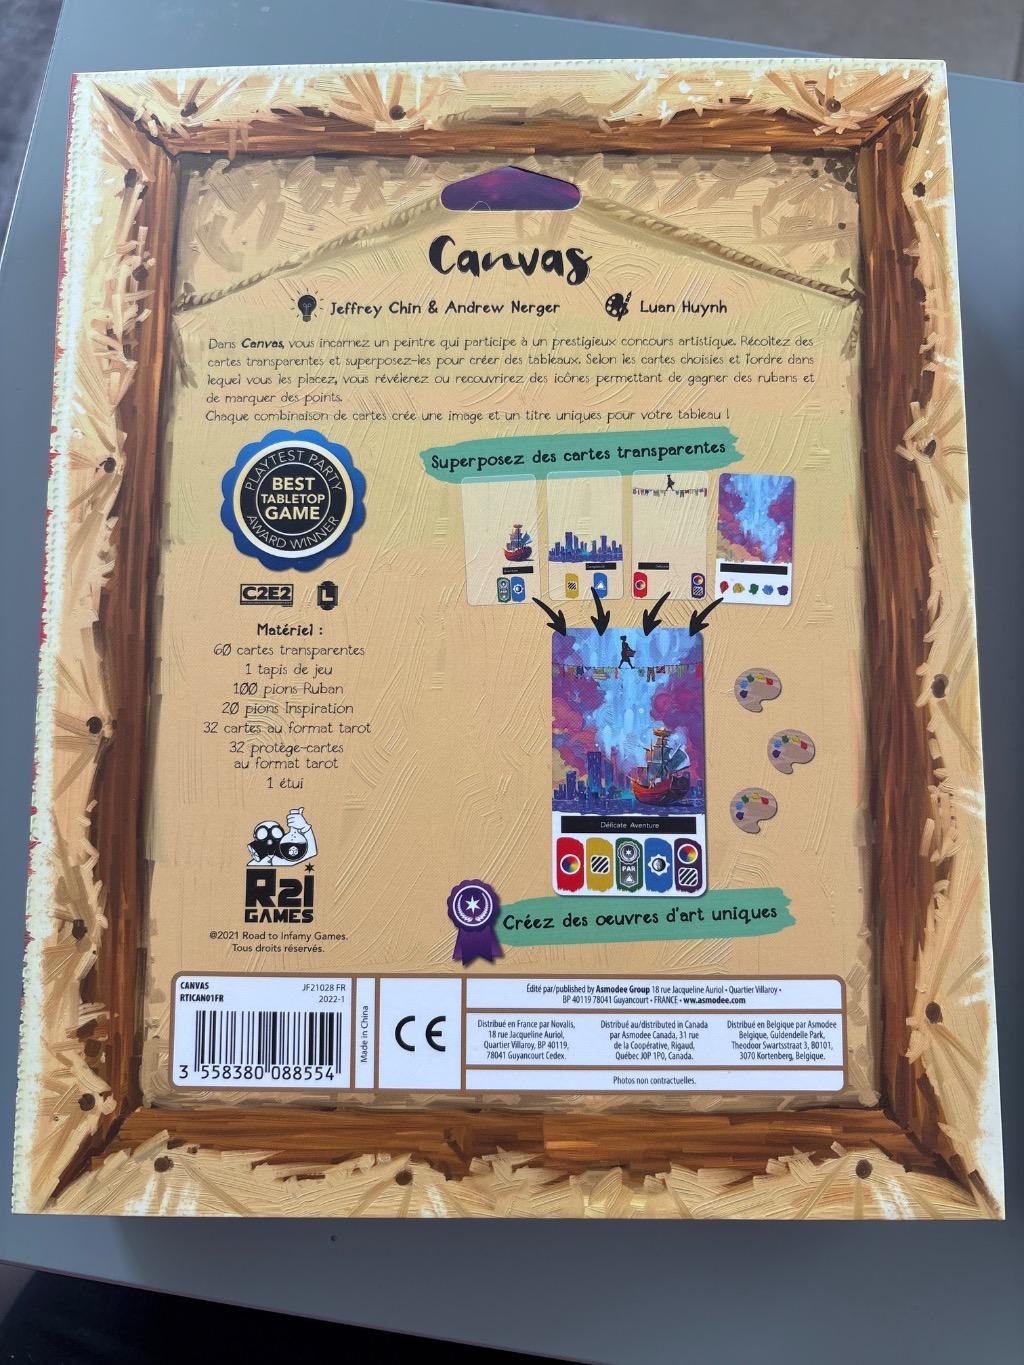 Canvas
Jeffrey Chin & Andrew Nerger
Luan Huynh
Dans Canvas, vous incarnez un peintre qui participe à un prestigieux concours artistique. Récoltez des
cartes transparentes et superposez-les pour créer des tableaux. Selon les cartes choisies et l'ordre dans
lequel vous les placez, vous révélerez ou recouvrirez des icônes permettant de gagner des rubans et
de marquer des points.
Chaque combinaison de cartes crée une image et un titre uniques pour votre tableau !
PLAYTEST PARTY
BEST
TABLETOP
GAME
AWARD WINNER
C2E2
L
Matériel :
60 cartes transparentes
1 tapis de jeu
100 pions Ruban
20 pions Inspiration
32 cartes au format tarot
32 protège-cartes
au format tarot
1 étui
R2i
GAMES
©2021 Road to Infamy Games.
Tous droits réservés.
Superposez des cartes transparentes
Délicate Aventure
PAR
Créez des oeuvres d'art uniques
CANVAS
RTICAN01FR
JF21028 FR
2022-1
3 558380 088554
Made in China
CE
Édité par/published by Asmodee Group 18 rue Jacqueline Auriol • Quartier Villaroy •
BP 40119 78041 Guyancourt • FRANCE • ww.asmodee.com
Distribué en France par Novalis,
18 rue Jacqueline Auriol,
Quartier Villaroy, BP 40119,
78041 Guyancourt Cedex.
Distribué au/distributed in Canada
par Asmodee Canada, 31 rue
de la Coopérative, Rigaud,
Québec J0P 1P0, Canada.
Distribué en Belgique par Asmodee
Belgique, Guldendelle Park,
Theodoor Swartsstraat 3, B0101,
3070 Kortenberg, Belgique.
Photos non contractuelles.